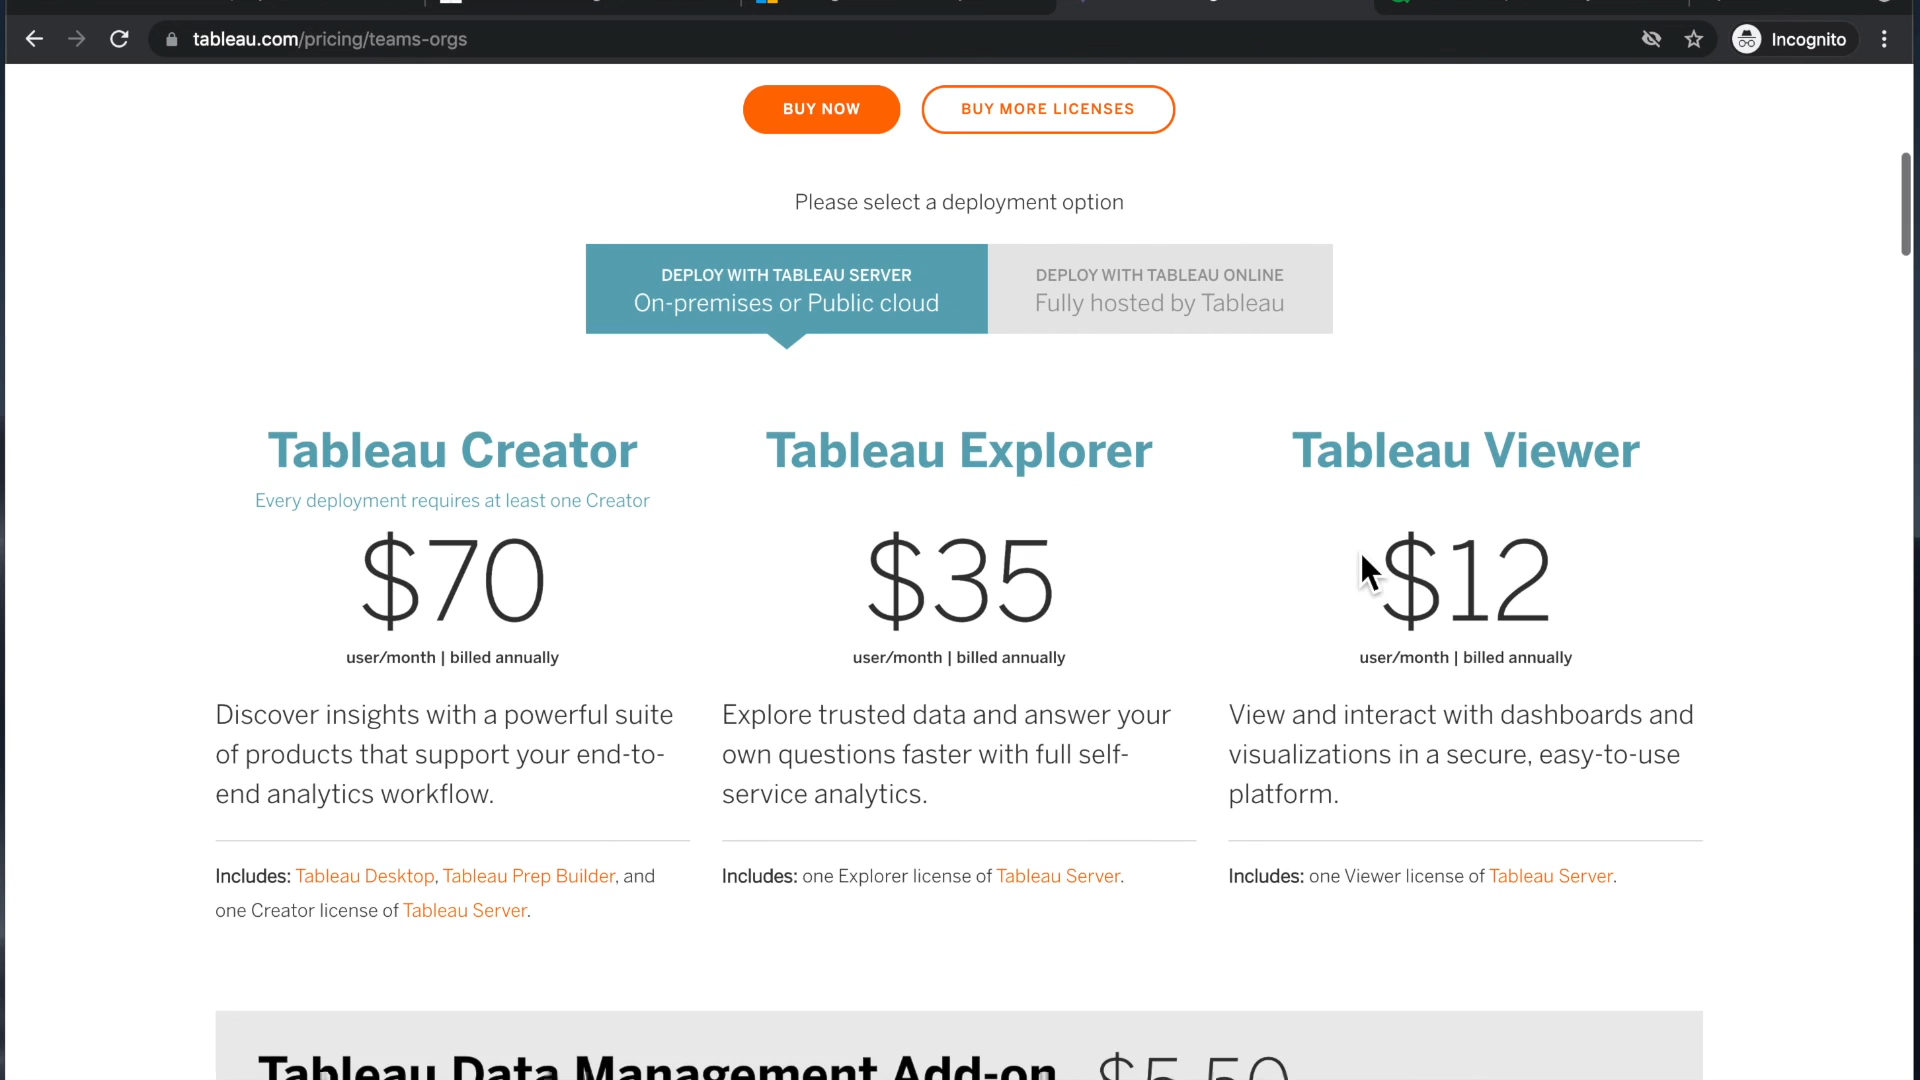 tableau.com/pricing/teams-orgs
Incognito
BUY NOW
BUY MORE LICENSES
Please select a deployment option
DEPLOY WITH TABLEAU SERVER
On-premises or Public cloud
DEPLOY WITH TABLEAU ONLINE
Fully hosted by Tableau
Tableau Creator
Every deployment requires at least one Creator
$70
user/month | billed annually
Discover insights with a powerful suite
of products that support your end-to-
end analytics workflow.
Includes: Tableau Desktop, Tableau Prep Builder, and
one Creator license of Tableau Server.
Tableau Explorer
$35
user/month | billed annually
Explore trusted data and answer your
own questions faster with full self-
service analytics.
Includes: one Explorer license of Tableau Server.
Tableau Viewer
$12
user/month | billed annually
View and interact with dashboards and
visualizations in a secure, easy-to-use
platform.
Includes: one Viewer license of Tableau Server.
Tableau Data Management Add-on $5.50